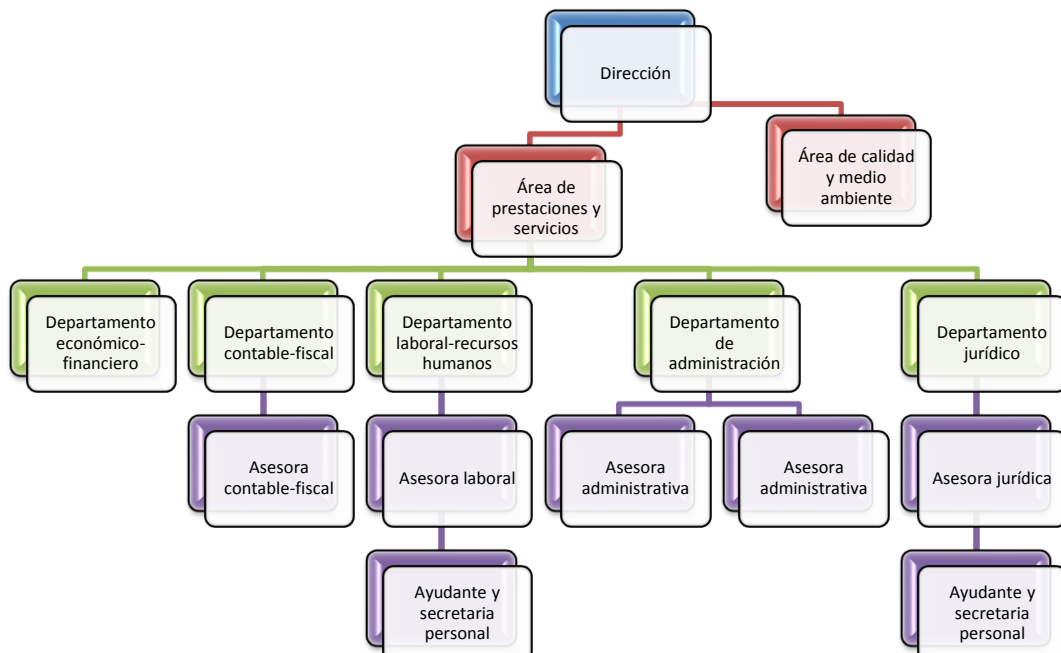 Dirección
Área de calidad
y medio
ambiente
Área de
prestaciones y
servicios
Departamento
económico-
financiero
Departamento
contable-fiscal
Departamento
laboral-recursos
humanos
Departamento
de
administración
Departamento
jurídico
Asesora
contable-fiscal
Asesora laboral
Asesora
administrativa
Asesora
administrativa
Asesora jurídica
Ayudante y
secretaria
personal
Ayudante y
secretaria
personal